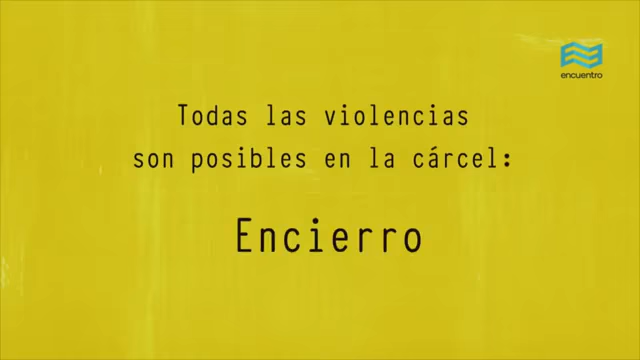 encuentro
Todas las violencias
son posibles en la cárcel:
Encierro